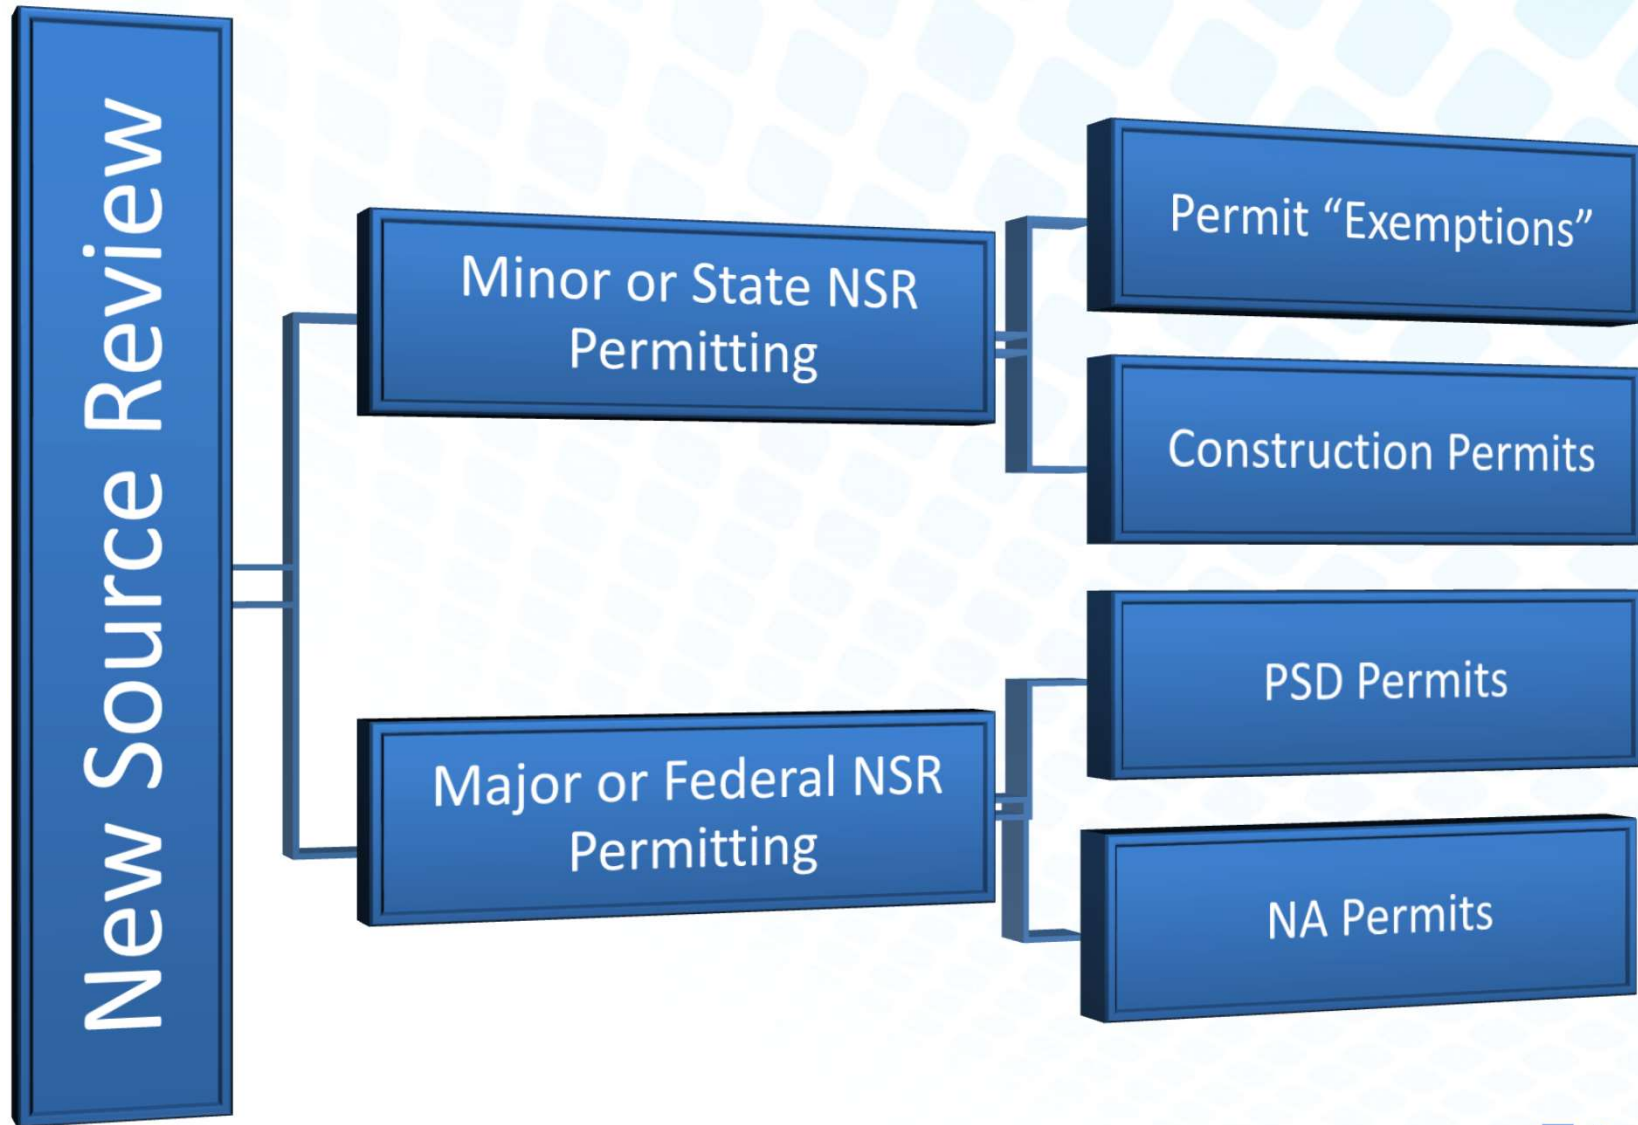 New Source Review
Minor or State NSR
Permitting
Permit “Exemptions”
Construction Permits
Major or Federal NSR
Permitting
PSD Permits
NA Permits